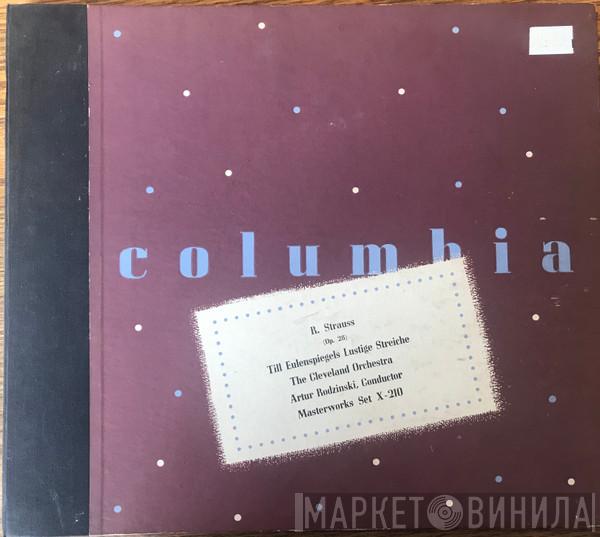 columbia
R. Strauss
(Op. 28)
Till Eulenspiegels Lustige Streiche
The Cleveland Orchestra
Artur Rodzinski, Conductor
Masterworks Set X-210
МАРКЕТ ВИНИЛА